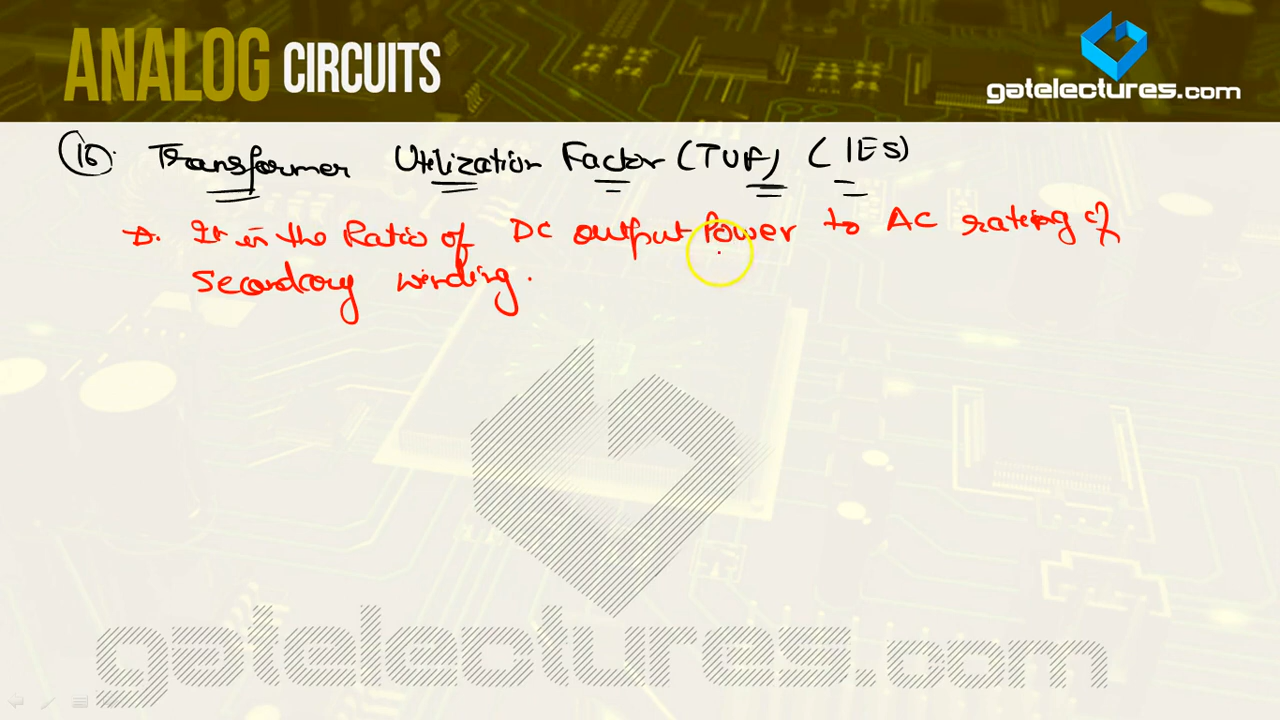 ANALOG CIRCUITS
gatelectures.com
16. Transformer Utilization Factor (TUF) (IES)
It is the Ratio of DC output Power to AC rating of
Secondary winding.
gatelectures.com